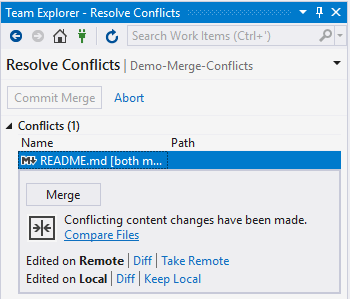 Team Explorer - Resolve Conflicts
Search Work Items (Ctrl+')
Resolve Conflicts | Demo-Merge-Conflicts
Commit Merge Abort
Conflicts (1)
Name Path
M README.md [both m...
Merge
Conflicting content changes have been made.
Compare Files
Edited on Remote | Diff | Take Remote
Edited on Local | Diff | Keep Local